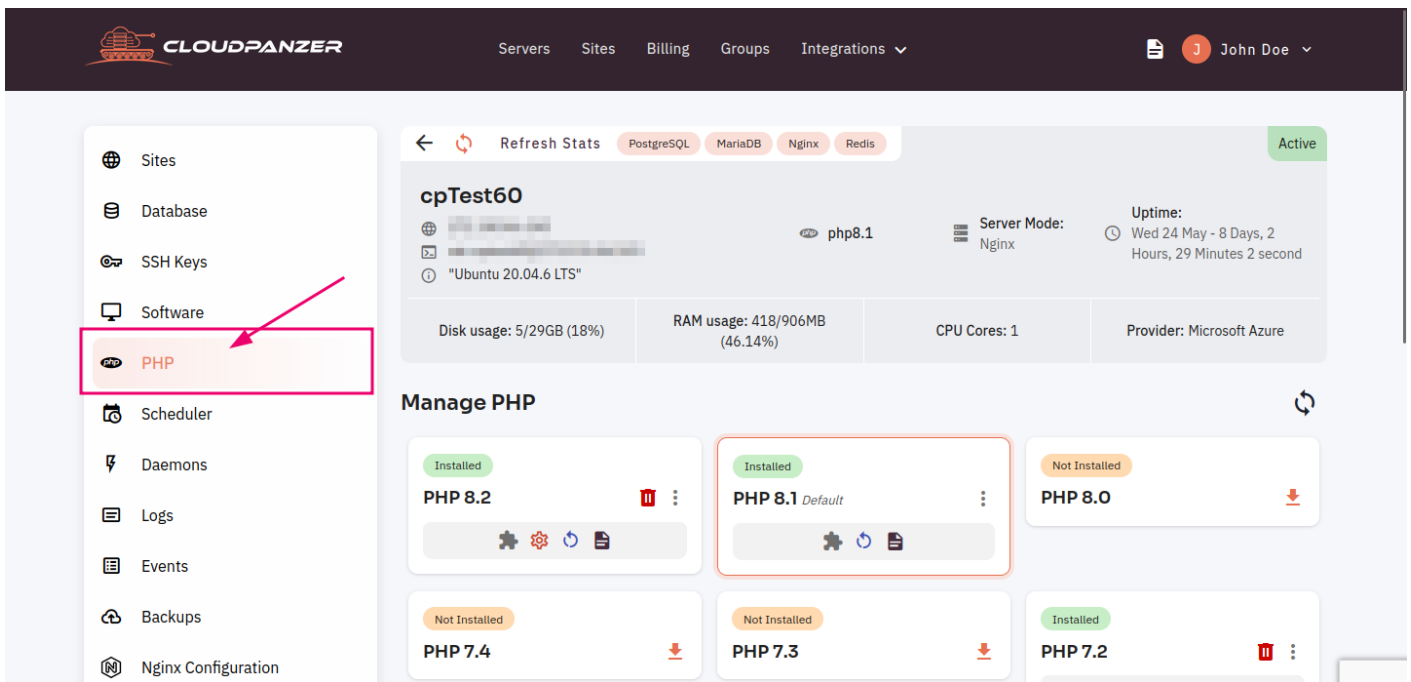 CLOUDPANZER
Servers Sites Billing Groups Integrations
J John Doe
Sites
Database
SSH Keys
Software
php PHP
Scheduler
Daemons
Logs
Events
Backups
Nginx Configuration
Refresh Stats PostgreSQL MariaDB Nginx Redis
Active
cpTest60
"Ubuntu 20.04.6 LTS"
php php8.1
Server Mode:
Nginx
Uptime:
Wed 24 May - 8 Days, 2
Hours, 29 Minutes 2 second
Disk usage: 5/29GB (18%)
RAM usage: 418/906MB
(46.14%)
CPU Cores: 1
Provider: Microsoft Azure
Manage PHP
Installed
PHP 8.2
Installed
PHP 8.1 Default
Not Installed
PHP 8.0
Not Installed
PHP 7.4
Not Installed
PHP 7.3
Installed
PHP 7.2